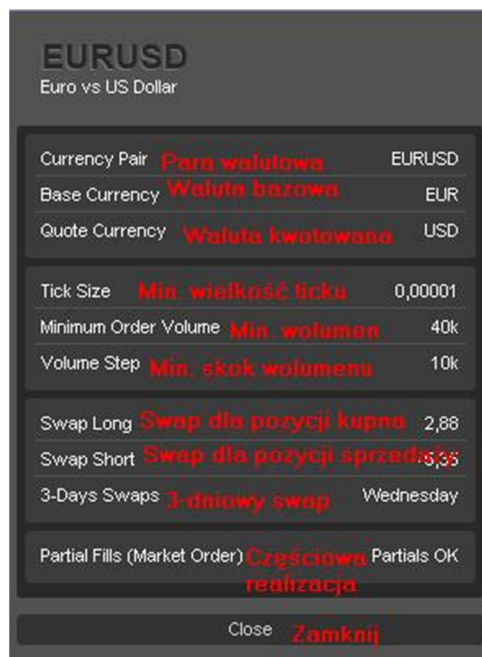 EURUSD
Euro vs US Dollar
Currency Pair Para walutowa EURUSD
Base Currency Waluta bazowa EUR
Quote Currency Waluta kwotowana USD
Tick Size Min. wielkość ticku 0,00001
Minimum Order Volume Min. wolumen 40k
Volume Step Min. skok wolumenu 10k
Swap Long Swap dla pozycji kupna 2,88
Swap Short Swap dla pozycji sprzedaży
3-Days Swaps 3-dniowy swap Wednesday
Partial Fills (Market Order) Częściowa Partials OK
realizacja
Close Zamknij